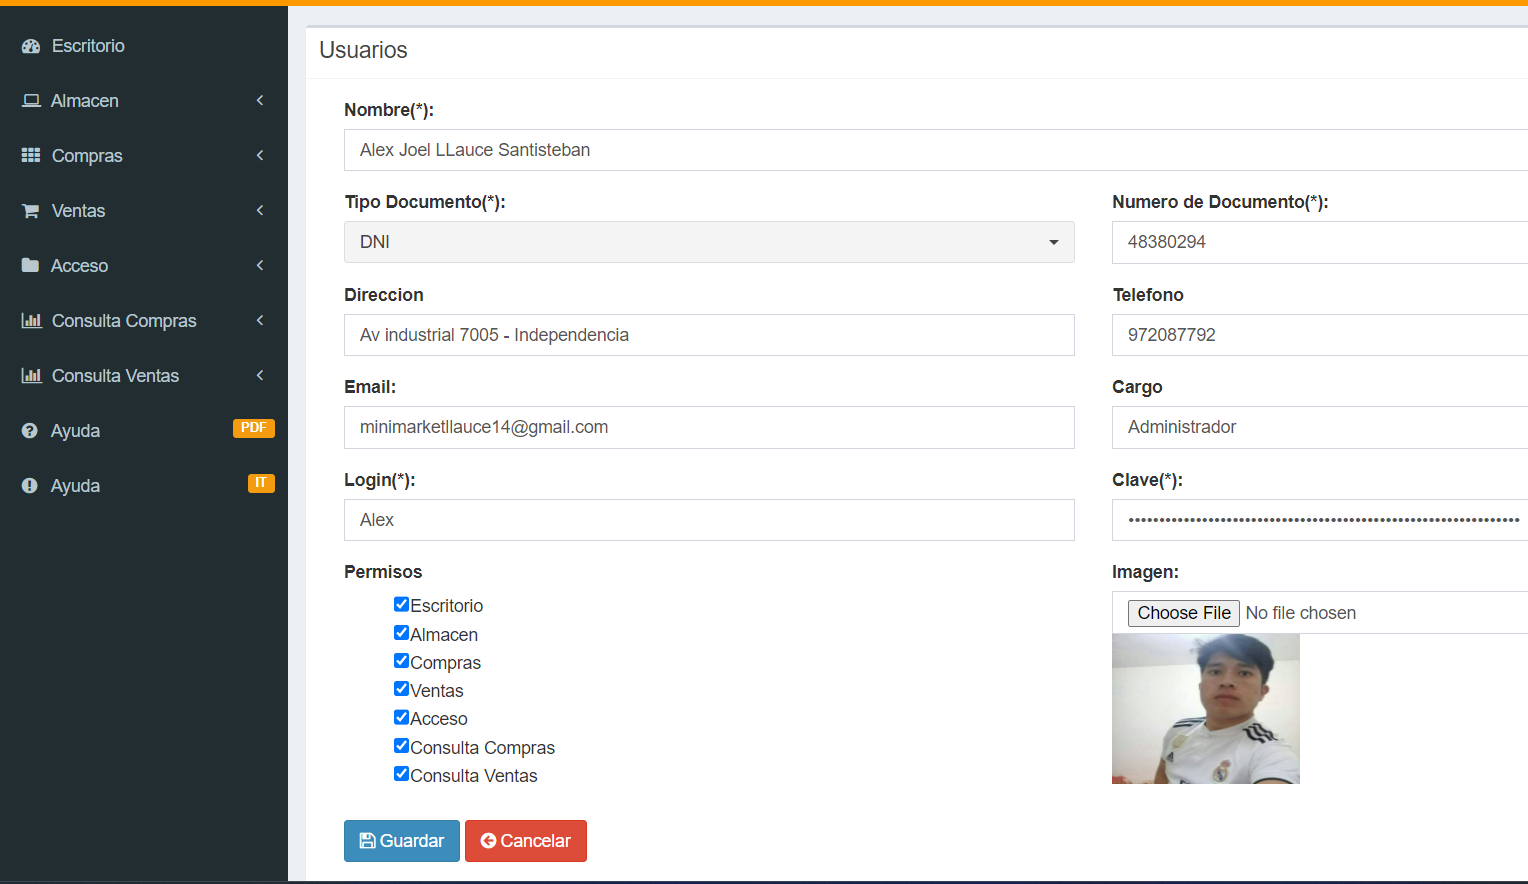 Escritorio
Almacen
Compras
Ventas
Acceso
Consulta Compras
Consulta Ventas
Ayuda PDF
Ayuda IT
Usuarios
Nombre(*):
Alex Joel LLauce Santisteban
Tipo Documento(*):
DNI
Numero de Documento(*):
48380294
Direccion
Av industrial 7005 - Independencia
Telefono
972087792
Email:
minimarketllauce14@gmail.com
Cargo
Administrador
Login(*):
Alex
Clave(*):
Permisos
Escritorio
Almacen
Compras
Ventas
Acceso
Consulta Compras
Consulta Ventas
Imagen:
Choose File No file chosen
Guardar Cancelar